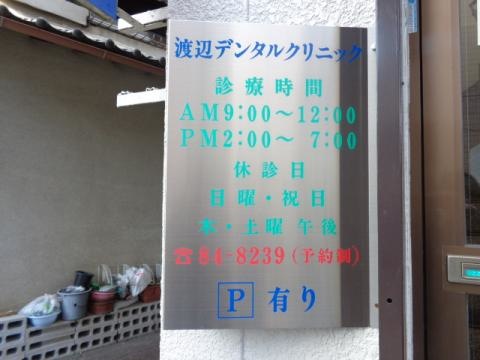 渡辺デンタルクリニック
診療時間
AM9:00〜12:00
PM2:00〜 7:00
休診日
日曜・祝日
木・土曜 午後
☎84-8239(予約制)
P 有り